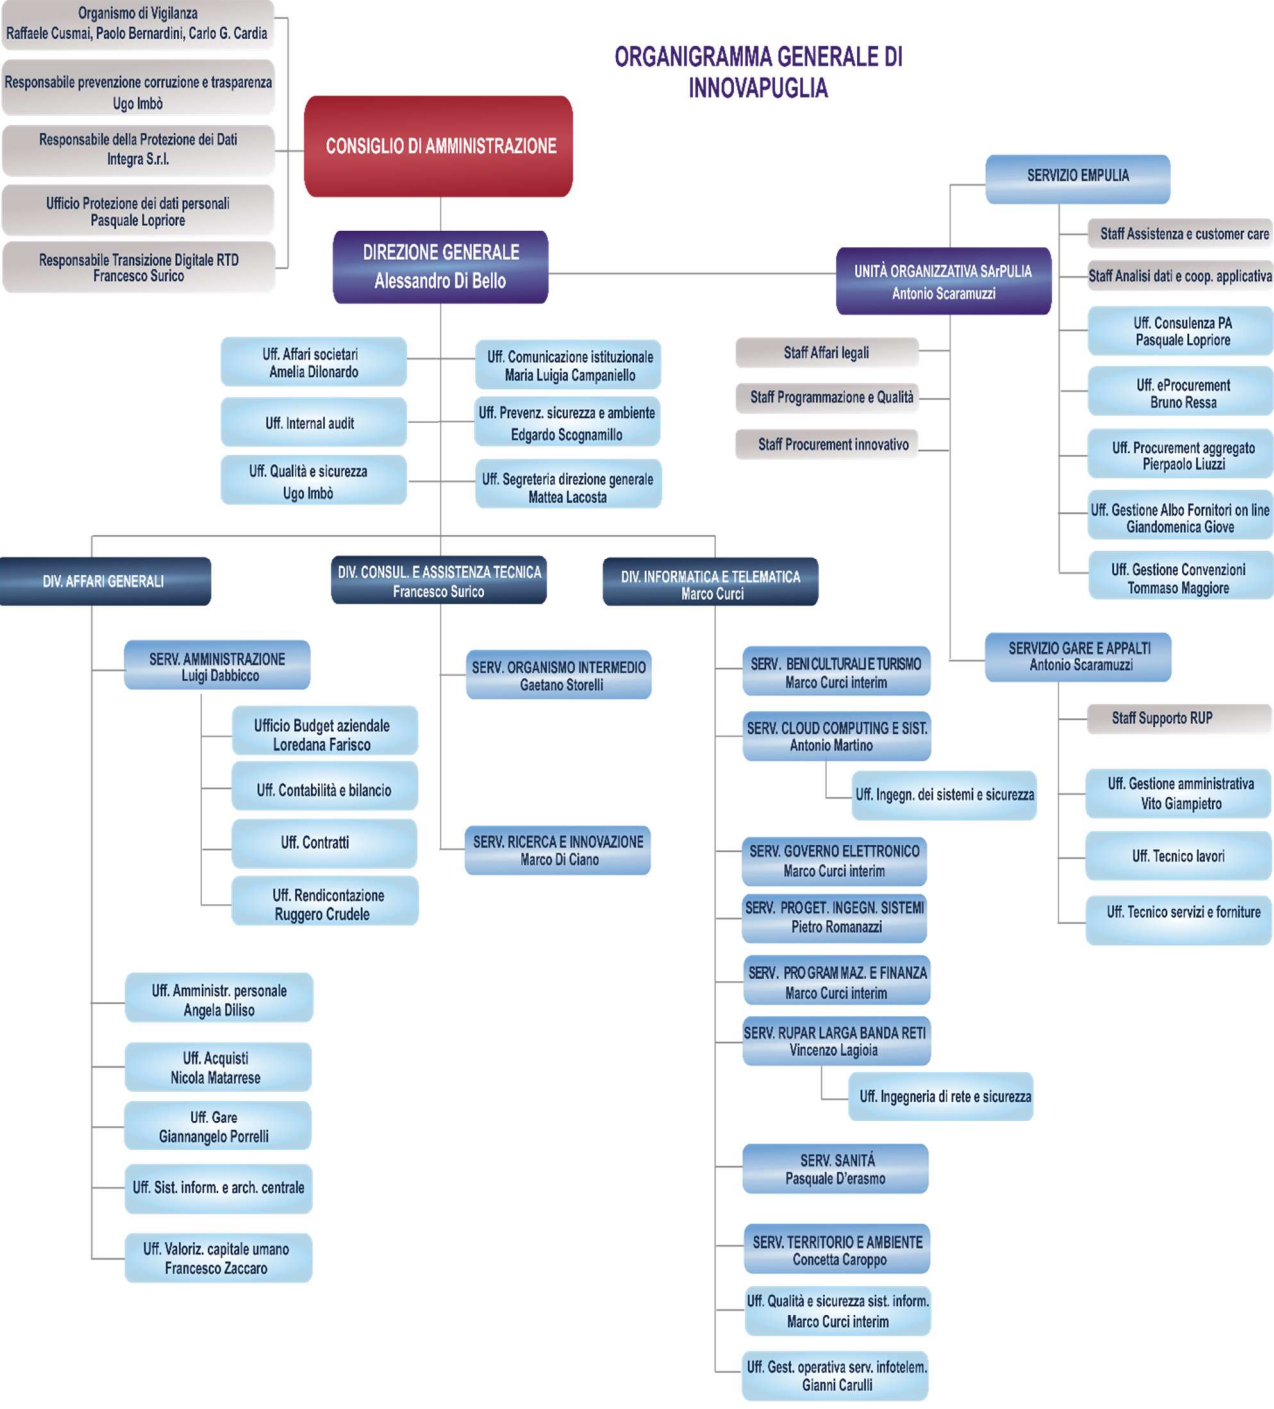 ORGANIGRAMMA GENERALE DI
INNOVAPUGLIA
Organismo di Vigilanza
Raffaele Cusmai, Paolo Bernardini, Carlo G. Cardia
Responsabile prevenzione corruzione e trasparenza
Ugo Imbò
Responsabile della Protezione dei Dati
Integra S.r.l.
Ufficio Protezione dei dati personali
Pasquale Lopriore
Responsabile Transizione Digitale RTD
Francesco Surico
CONSIGLIO DI AMMINISTRAZIONE
DIREZIONE GENERALE
Alessandro Di Bello
Uff. Affari societari
Amelia Dilonardo
Uff. Internal audit
Uff. Qualità e sicurezza
Ugo Imbò
Uff. Comunicazione istituzionale
Maria Luigia Campaniello
Uff. Prevenz. sicurezza e ambiente
Edgardo Scognamillo
Uff. Segreteria direzione generale
Mattea Lacosta
UNITÀ ORGANIZZATIVA SArPULIA
Antonio Scaramuzzi
Staff Affari legali
Staff Programmazione e Qualità
Staff Procurement innovativo
SERVIZIO EMPULIA
Staff Assistenza e customer care
Staff Analisi dati e coop. applicativa
Uff. Consulenza PA
Pasquale Lopriore
Uff. eProcurement
Bruno Ressa
Uff. Procurement aggregato
Pierpaolo Liuzzi
Uff. Gestione Albo Fornitori on line
Giandomenica Giove
Uff. Gestione Convenzioni
Tommaso Maggiore
SERVIZIO GARE E APPALTI
Antonio Scaramuzzi
Staff Supporto RUP
Uff. Gestione amministrativa
Vito Giampietro
Uff. Tecnico lavori
Uff. Tecnico servizi e forniture
DIV. AFFARI GENERALI
SERV. AMMINISTRAZIONE
Luigi Dabbicco
Ufficio Budget aziendale
Loredana Farisco
Uff. Contabilità e bilancio
Uff. Contratti
Uff. Rendicontazione
Ruggero Crudele
Uff. Amministr. personale
Angela Diliso
Uff. Acquisti
Nicola Matarrese
Uff. Gare
Giannangelo Porrelli
Uff. Sist. inform. e arch. centrale
Uff. Valoriz. capitale umano
Francesco Zaccaro
DIV. CONSUL. E ASSISTENZA TECNICA
Francesco Surico
SERV. ORGANISMO INTERMEDIO
Gaetano Storelli
SERV. RICERCA E INNOVAZIONE
Marco Di Ciano
DIV. INFORMATICA E TELEMATICA
Marco Curci
SERV. BENI CULTURALI E TURISMO
Marco Curci interim
SERV. CLOUD COMPUTING E SIST.
Antonio Martino
Uff. Ingegn. dei sistemi e sicurezza
SERV. GOVERNO ELETTRONICO
Marco Curci interim
SERV. PROGET. INGEGN. SISTEMI
Pietro Romanazzi
SERV. PROGRAMMAZ. E FINANZA
Marco Curci interim
SERV. RUPAR LARGA BANDA RETI
Vincenzo Lagioia
Uff. Ingegneria di rete e sicurezza
SERV. SANITÁ
Pasquale D'erasmo
SERV. TERRITORIO E AMBIENTE
Concetta Caroppo
Uff. Qualità e sicurezza sist. inform.
Marco Curci interim
Uff. Gest. operativa serv. infotelem.
Gianni Carulli